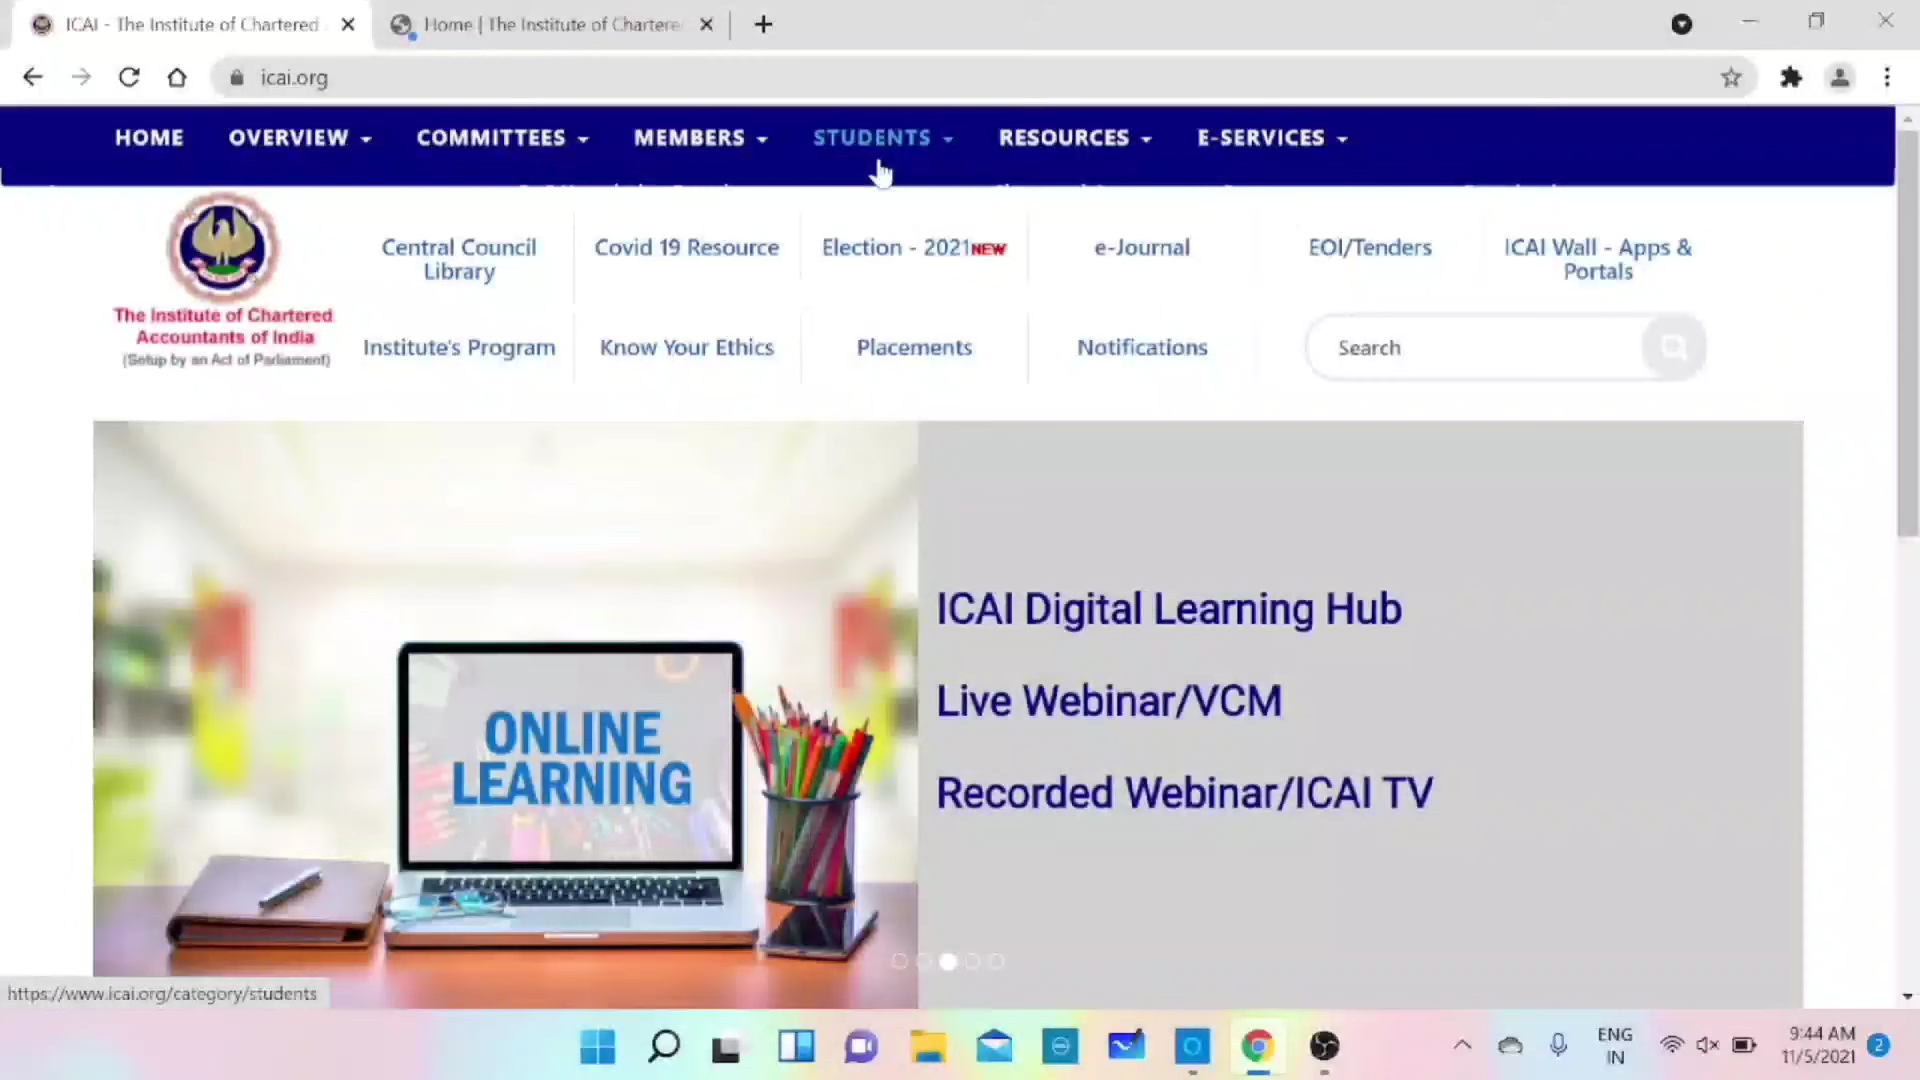 ICAI - The Institute of Chartered
Home | The Institute of Chartere
icai.org
HOME OVERVIEW COMMITTEES MEMBERS STUDENTS RESOURCES E-SERVICES
Central Council Library
Covid 19 Resource
Election - 2021NEW
e-Journal
EOI/Tenders
ICAI Wall - Apps & Portals
The Institute of Chartered
Accountants of India
(Setup by an Act of Parliament)
Institute's Program
Know Your Ethics
Placements
Notifications
Search
ICAI Digital Learning Hub
Live Webinar/VCM
Recorded Webinar/ICAI TV
ONLINE
LEARNING
https://www.icai.org/category/students
ENG
IN
9:44 AM
11/5/2021
2